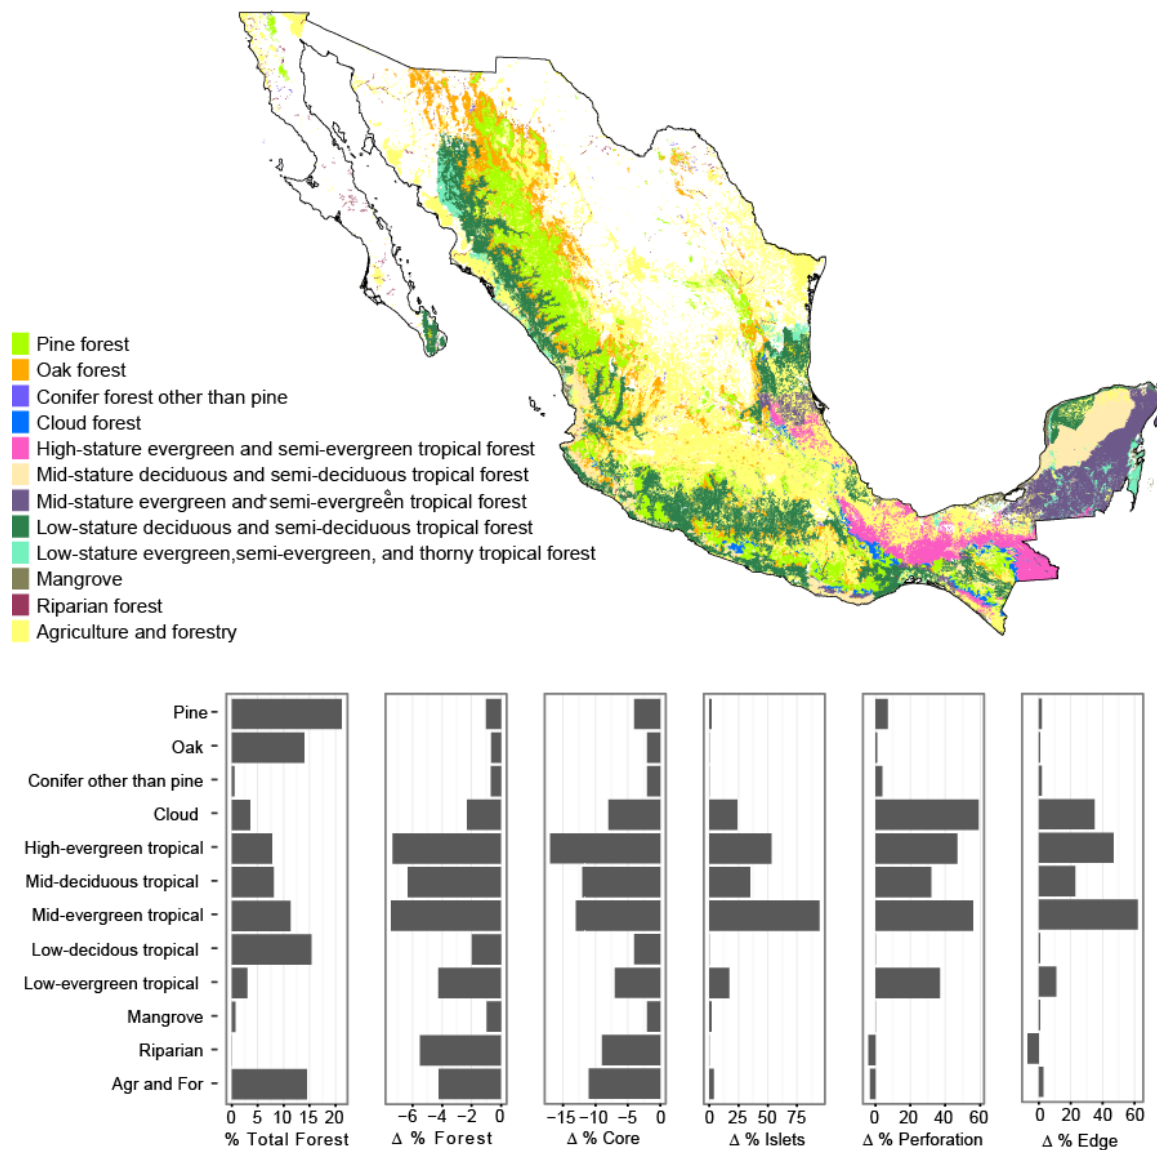 Pine forest
Oak forest
Conifer forest other than pine
Cloud forest
High-stature evergreen and semi-evergreen tropical forest
Mid-stature deciduous and semi-deciduous tropical forest
Mid-stature evergreen and semi-evergreen tropical forest
Low-stature deciduous and semi-deciduous tropical forest
Low-stature evergreen,semi-evergreen, and thorny tropical forest
Mangrove
Riparian forest
Agriculture and forestry
Pine
Oak
Conifer other than pine
Cloud
High-evergreen tropical
Mid-deciduous tropical
Mid-evergreen tropical
Low-decidous tropical
Low-evergreen tropical
Mangrove
Riparian
Agr and For
0 5 10 15 20 −6 −4 −2 0 −15 −10 −5 0 0 25 50 75 0 20 40 60 0 20 40 60
% Total Forest Δ % Forest Δ % Core Δ % Islets Δ % Perforation Δ % Edge